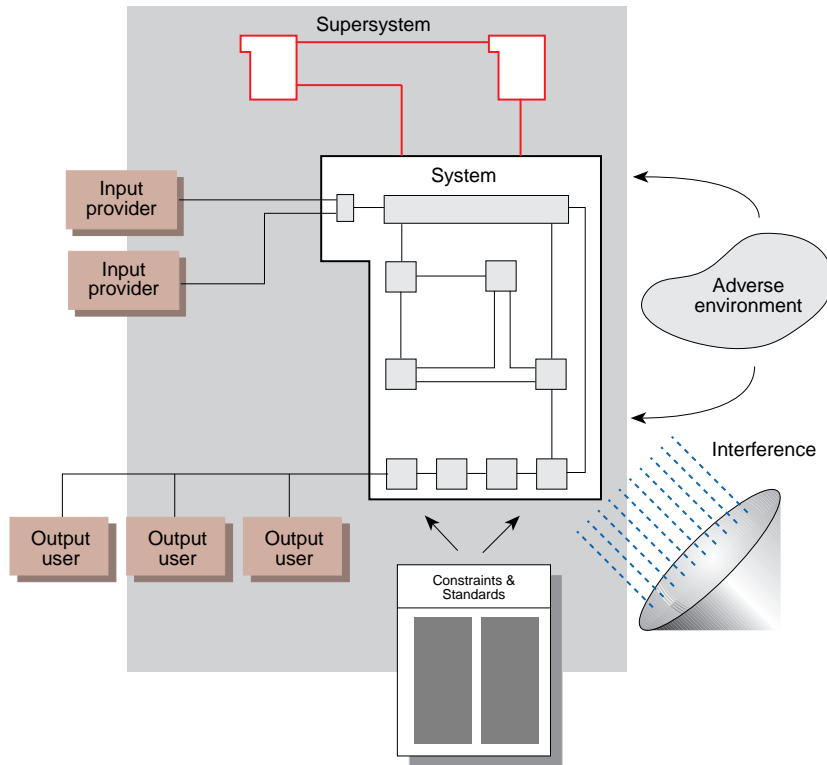 Supersystem
System
Input
provider
Input
provider
Adverse
environment
Interference
Output
user
Output
user
Output
user
Constraints &
Standards